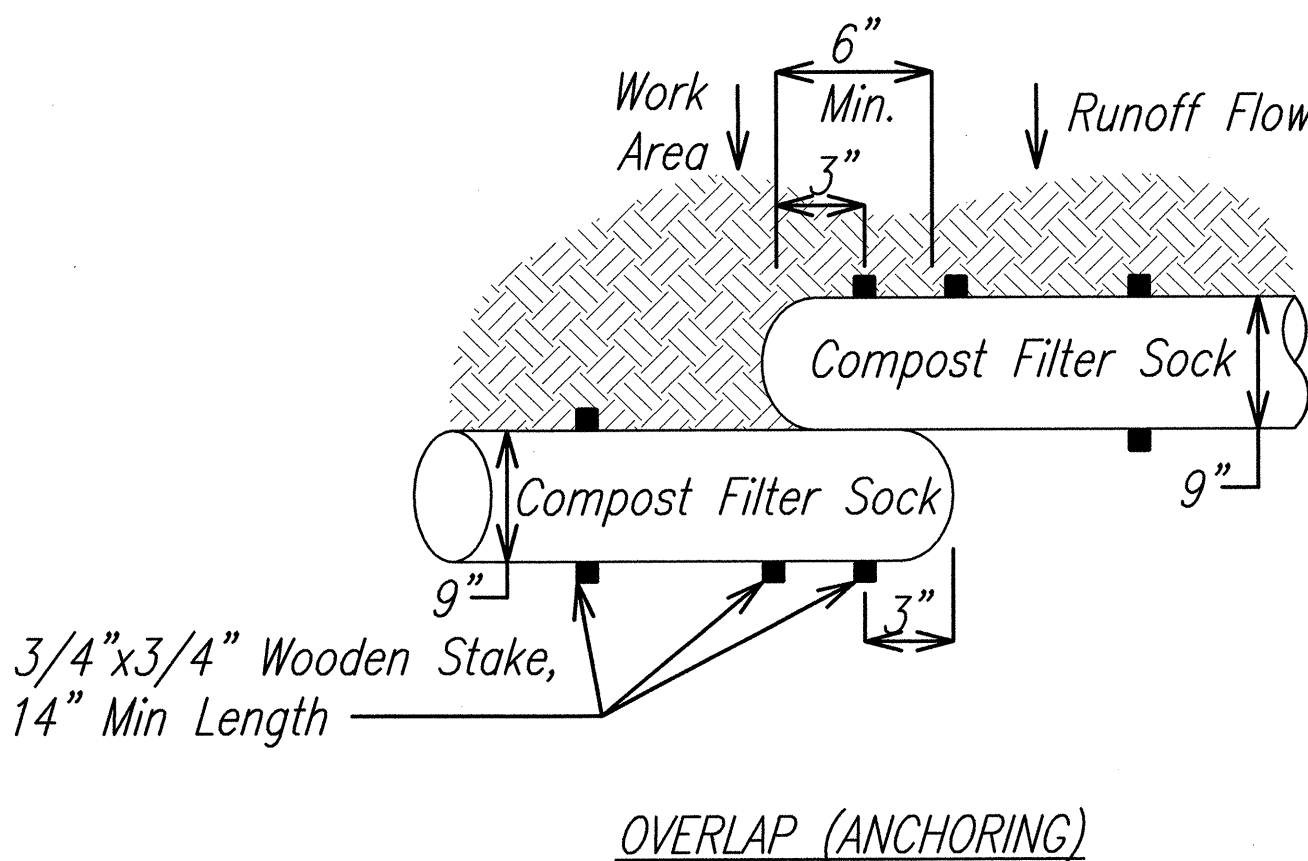 6”
Work
Area
Min.
Runoff Flow
3”
Compost Filter Sock
Compost Filter Sock
9”
9”
3”
3/4”x3/4” Wooden Stake,
14” Min Length
OVERLAP (ANCHORING)